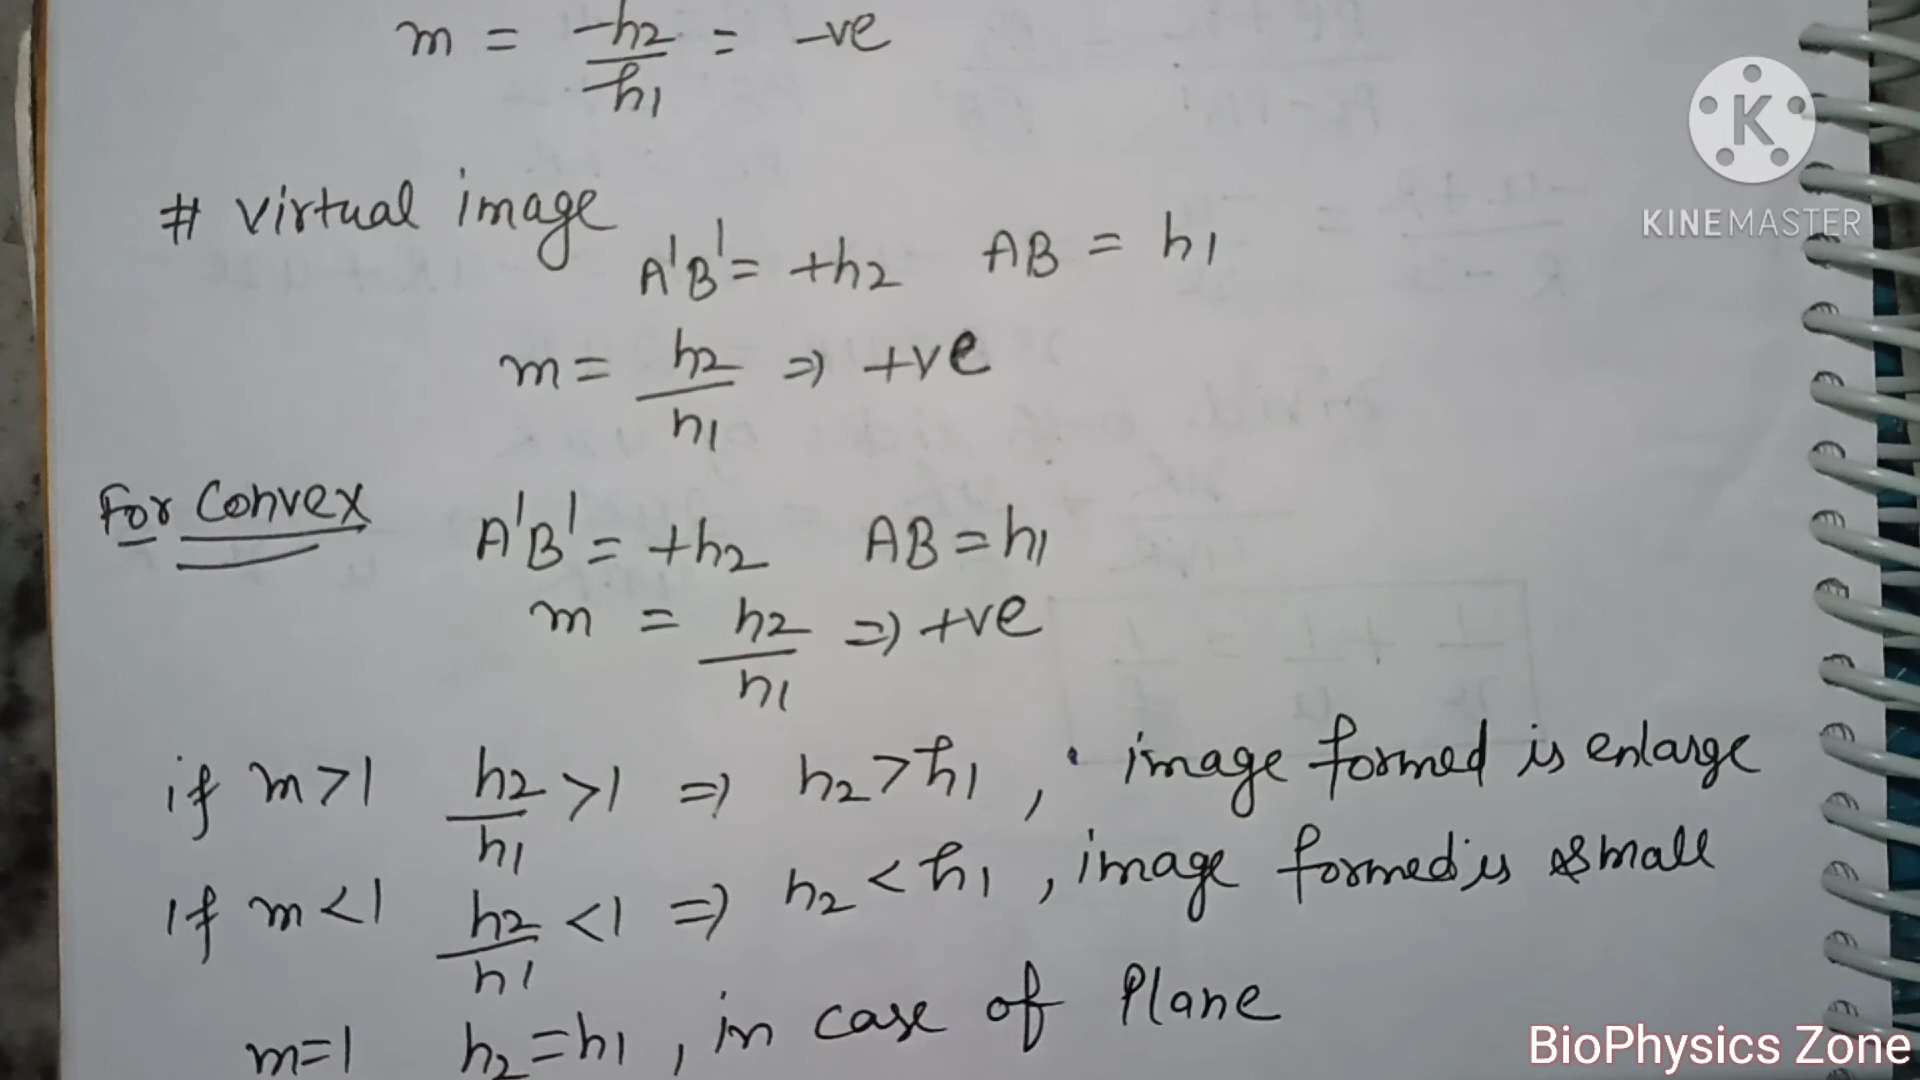 m = -h2/h1 = -ve
K
KINEMASTER
# virtual image
A'B' = +h2 AB = h1
m = h2/h1 => +ve
For Convex A'B' = +h2 AB = h1
m = h2/h1 => +ve
if m>1 h2/h1 >1 => h2>h1, image formed is enlarge
if m<1 h2/h1 <1 => h2<h1, image formed is small
m=1 h2=h1, in case of Plane
BioPhysics Zone